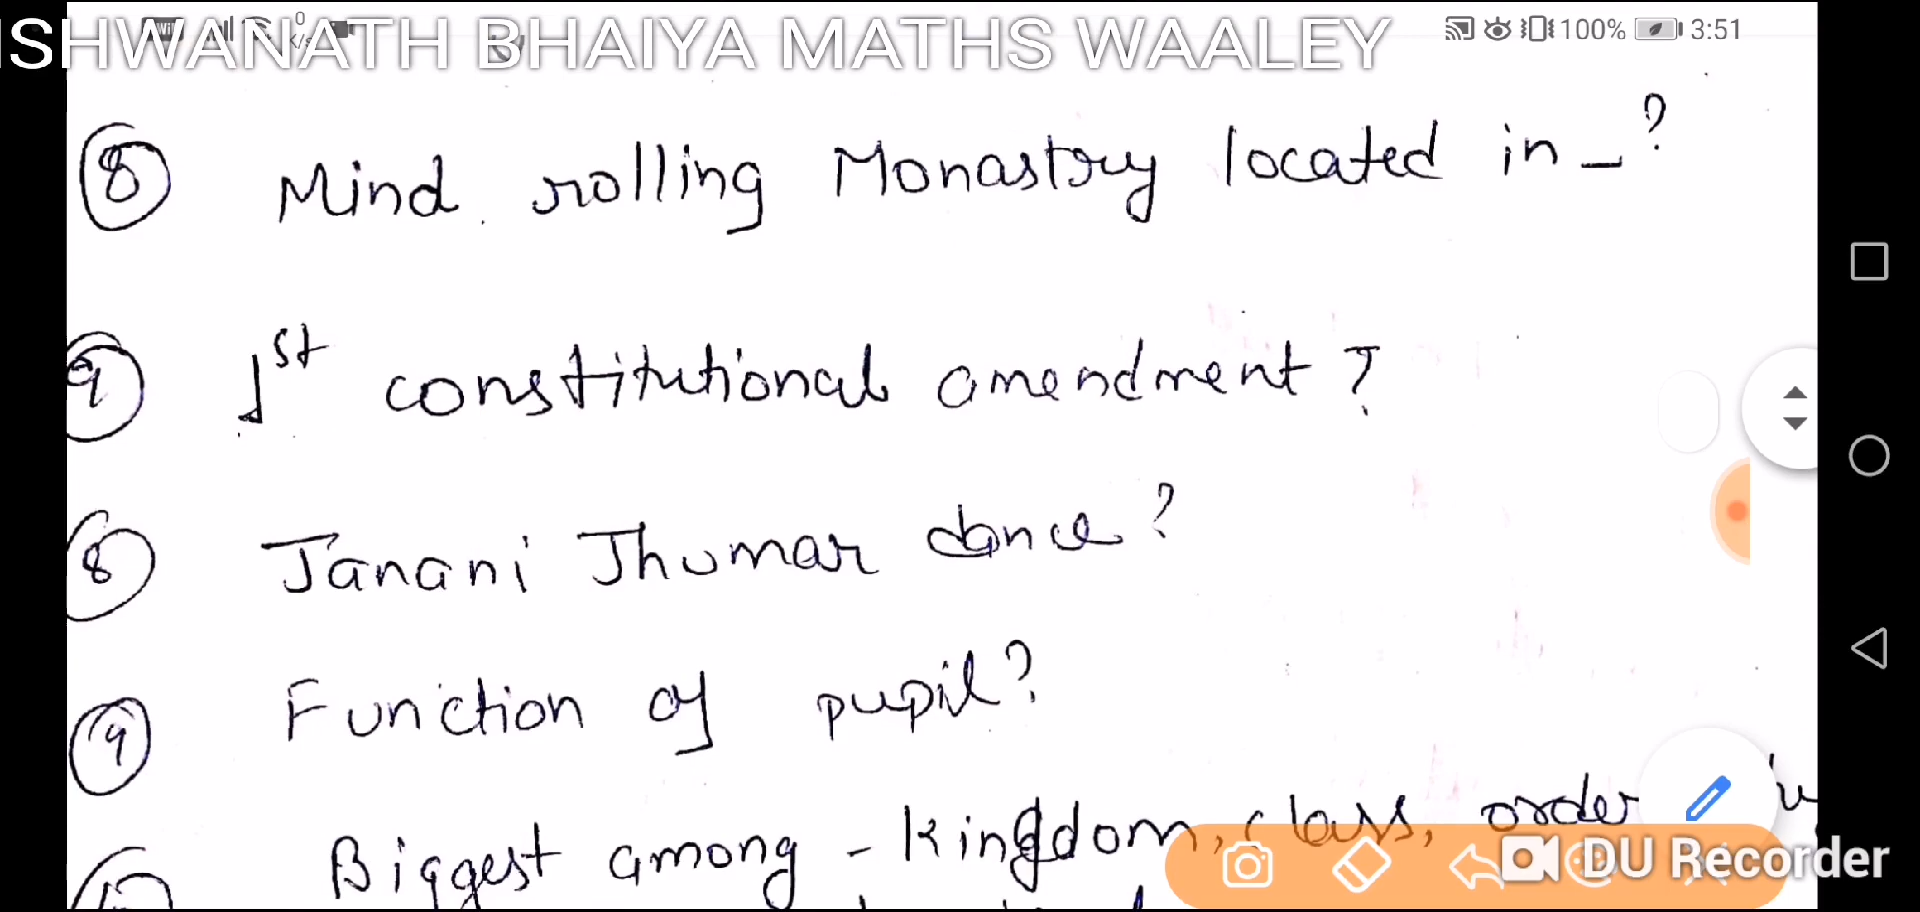 SHWANATH BHAIYA MATHS WAALEY
100% 3:51
8 Mind rolling Monastry located in _ ?
9 1st constitutional amendment ?
8 Janani Jhumar dance ?
9 Function of pupil ?
Biggest among - kingdom, class, order
DU Recorder